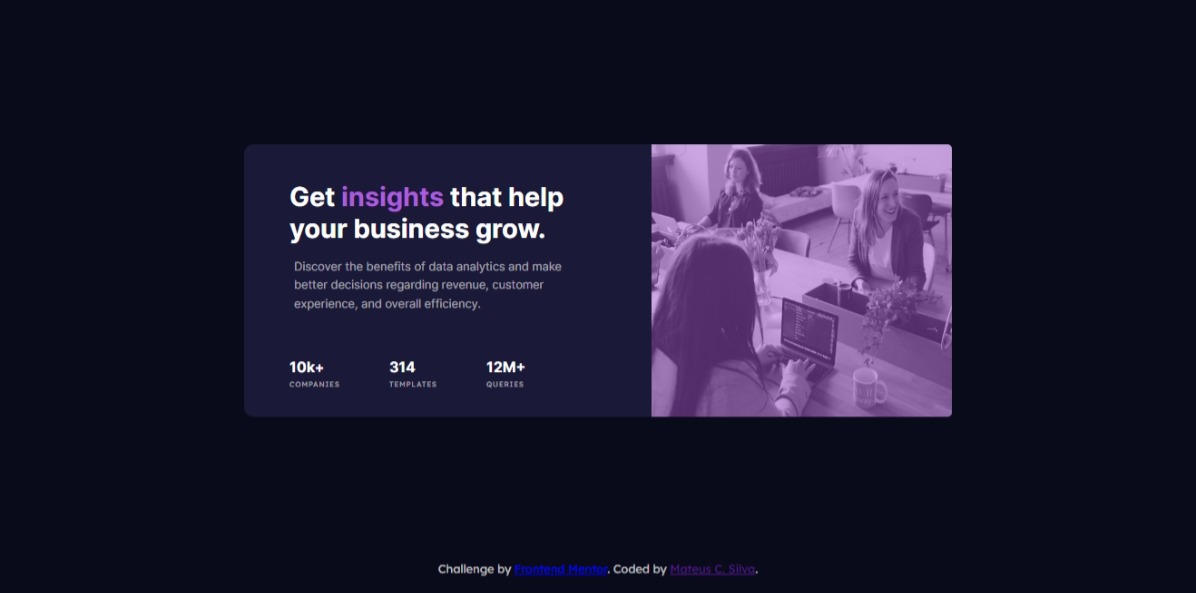 Get insights that help
your business grow.
Discover the benefits of data analytics and make
better decisions regarding revenue, customer
experience, and overall efficiency.
10k+ 314 12M+
COMPANIES TEMPLATES QUERIES
Challenge by Frontend Mentor. Coded by Mateus C. Silva.